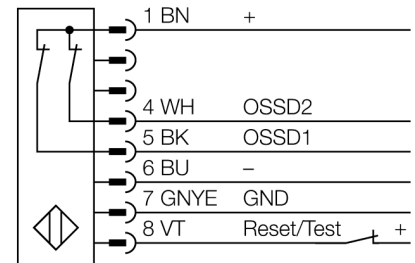 1 BN +
4 WH OSSD2
5 BK OSSD1
6 BU –
7 GNYE GND
8 VT Reset/Test +